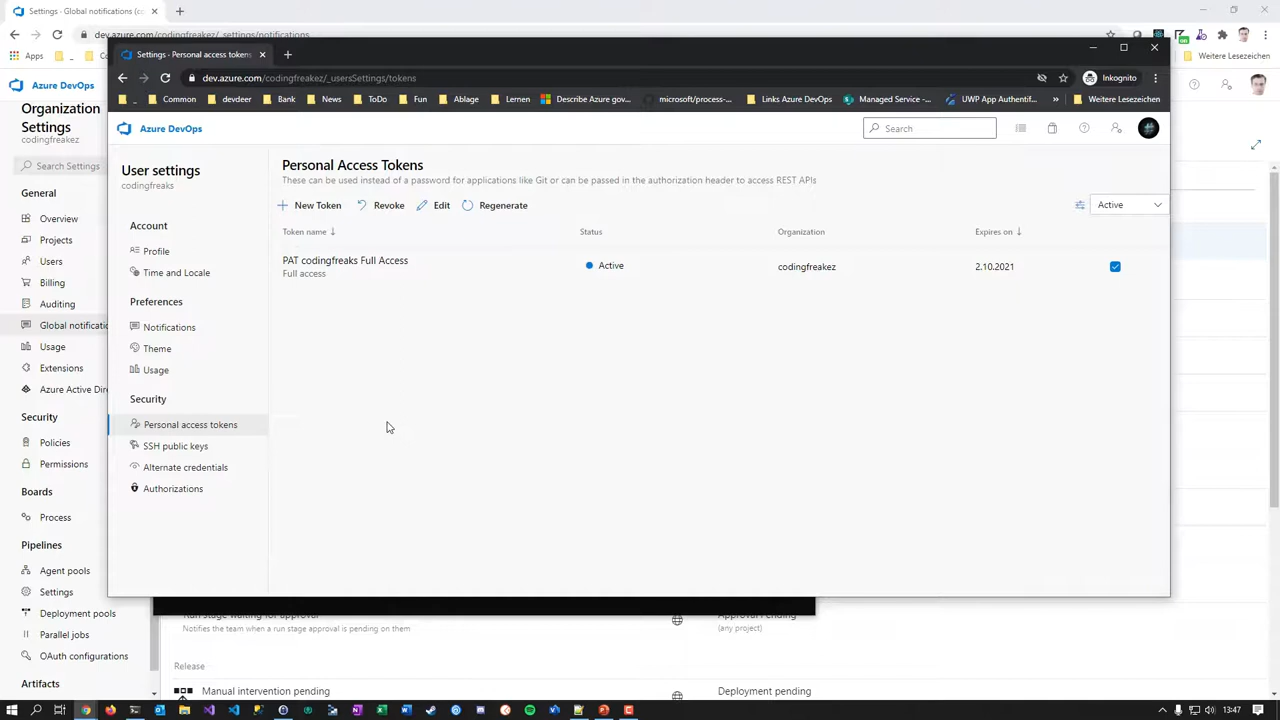 Settings - Global notifications (co
dev.azure.com/codingfreakez/_settings/notifications
Apps
Weitere Lesezeichen
Azure DevOps
Organization
Settings
codingfreakez
Search Settings
General
Overview
Projects
Users
Billing
Auditing
Global notificatio
Usage
Extensions
Azure Active Dire
Security
Policies
Permissions
Boards
Process
Pipelines
Agent pools
Settings
Deployment pools
Parallel jobs
OAuth configurations
Artifacts
Settings - Personal access tokens
dev.azure.com/codingfreakez/_usersSettings/tokens
Inkognito
_
Common
devdeer
Bank
News
ToDo
Fun
Ablage
Lernen
Describe Azure gov...
microsoft/process-...
Links Azure DevOps
Managed Service -...
UWP App Authentif...
»
Weitere Lesezeichen
Azure DevOps
Search
User settings
codingfreaks
Account
Profile
Time and Locale
Preferences
Notifications
Theme
Usage
Security
Personal access tokens
SSH public keys
Alternate credentials
Authorizations
Personal Access Tokens
These can be used instead of a password for applications like Git or can be passed in the authorization header to access REST APIs
New Token
Revoke
Edit
Regenerate
Active
Token name
Status
Organization
Expires on
PAT codingfreaks Full Access
Full access
Active
codingfreakez
2.10.2021
Run stage waiting for approval
Approval Pending
Notifies the team when a run stage approval is pending on them
(any project)
Release
Manual intervention pending
Deployment pending
13:47